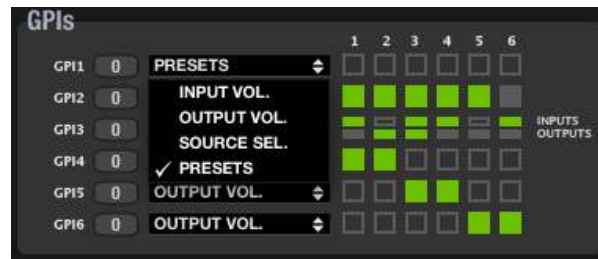 GPIs
1 2 3 4 5 6
GPI1 0 PRESETS
GPI2 0 INPUT VOL.
OUTPUT VOL.
GPI3 0 INPUTS
SOURCE SEL. OUTPUTS
GPI4 0 ✓ PRESETS
GPI5 0 OUTPUT VOL.
GPI6 0 OUTPUT VOL.